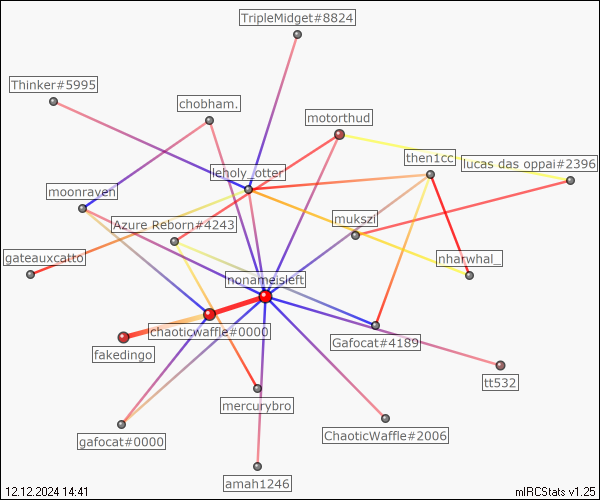 TripleMidget#8824
Thinker#5995
chobham.
motorthud
then1cc
lucas das oppai#2396
leholy_otter
moonraven
mukszi
Azure Reborn#4243
gateauxcatto
nharwhal_
nonameisleft
chaoticwaffle#0000
Gafocat#4189
fakedingo
tt532
mercurybro
ChaoticWaffle#2006
gafocat#0000
amah1246
12.12.2024 14:41
mIRCStats v1.25